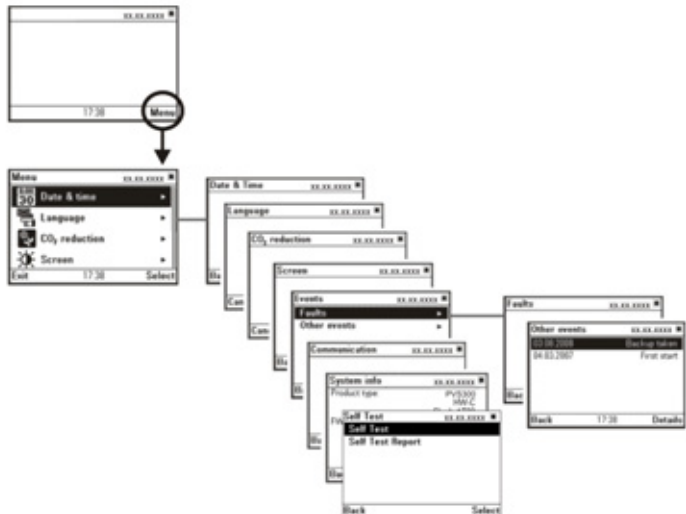 xx.xx.xxxx
17:38 Menu
Menu xx.xx.xxxx
30 Date & time
Language
CO₂ reduction
Screen
Exit 17:38 Select
Date & Time xx.xx.xxxx
Language xx.xx.xxxx
CO₂ reduction xx.xx.xxxx
Screen xx.xx.xxxx
Events xx.xx.xxxx
Faults
Other events
Communication xx.xx.xxxx
System info xx.xx.xxxx
Product type PVS300
HW-C
Self Test xx.xx.xxxx
Self Test
Self Test Report
Back Select
Faults xx.xx.xxxx
Other events xx.xx.xxxx
03.08.2008 Backup taken
04.03.2007 First start
Back 17:38 Details